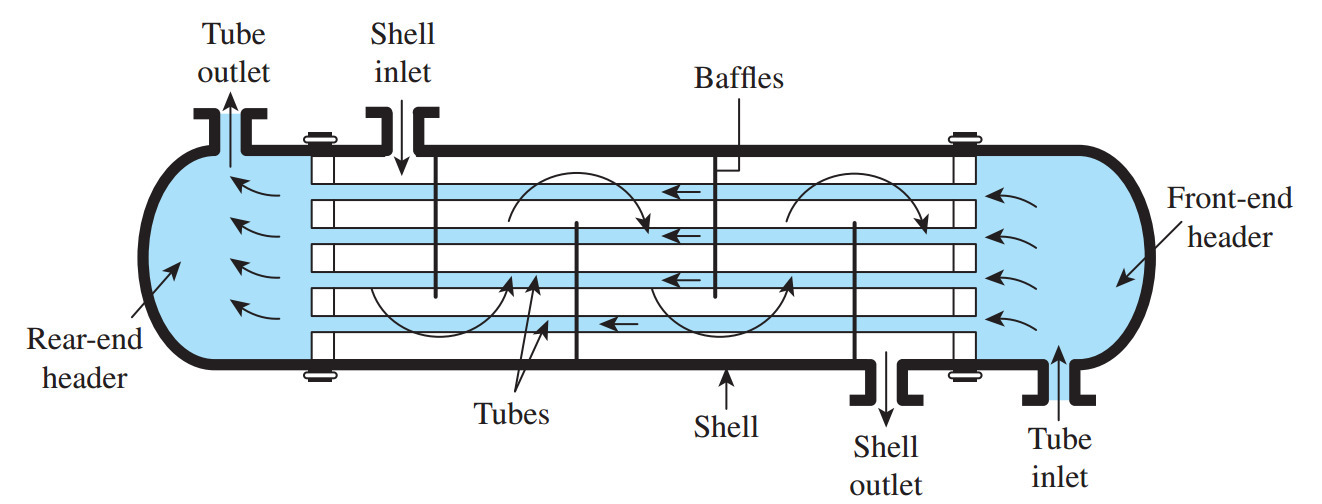 Tube
outlet
Shell
inlet
Baffles
Front-end
header
Rear-end
header
Tubes
Shell
Shell
outlet
Tube
inlet